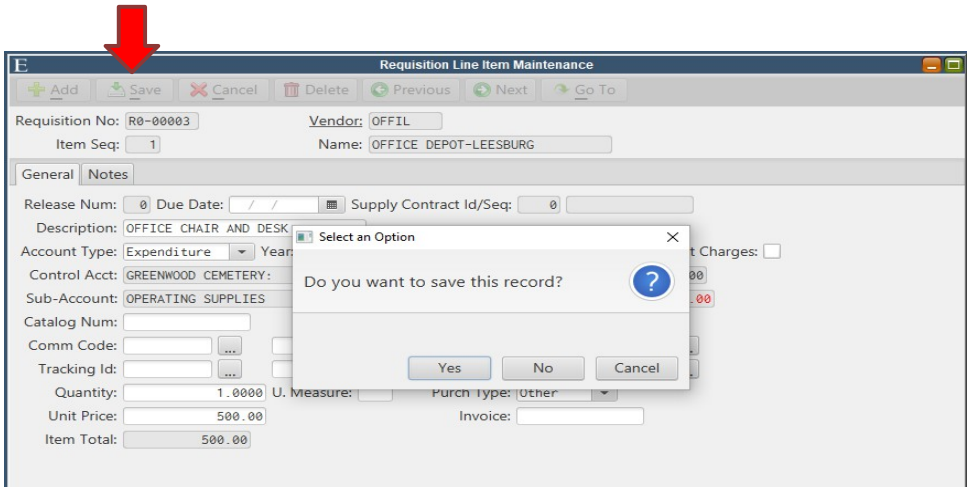 E Requisition Line Item Maintenance
Add Save Cancel Delete Previous Next Go To
Requisition No: R0-00003 Vendor: OFFIL
Item Seq: 1 Name: OFFICE DEPOT-LEESBURG
General Notes
Release Num: 0 Due Date: / / Supply Contract Id/Seq: 0
Description: OFFICE CHAIR AND DESK
Select an Option
Account Type: Expenditure Year: t Charges:
Control Acct: GREENWOOD CEMETERY: 00
Do you want to save this record? ?
Sub-Account: OPERATING SUPPLIES .00
Catalog Num:
Comm Code: ...
Tracking Id: ...
Yes No Cancel
Quantity: 1.0000 U. Measure: Purch Type: Other
Unit Price: 500.00 Invoice:
Item Total: 500.00